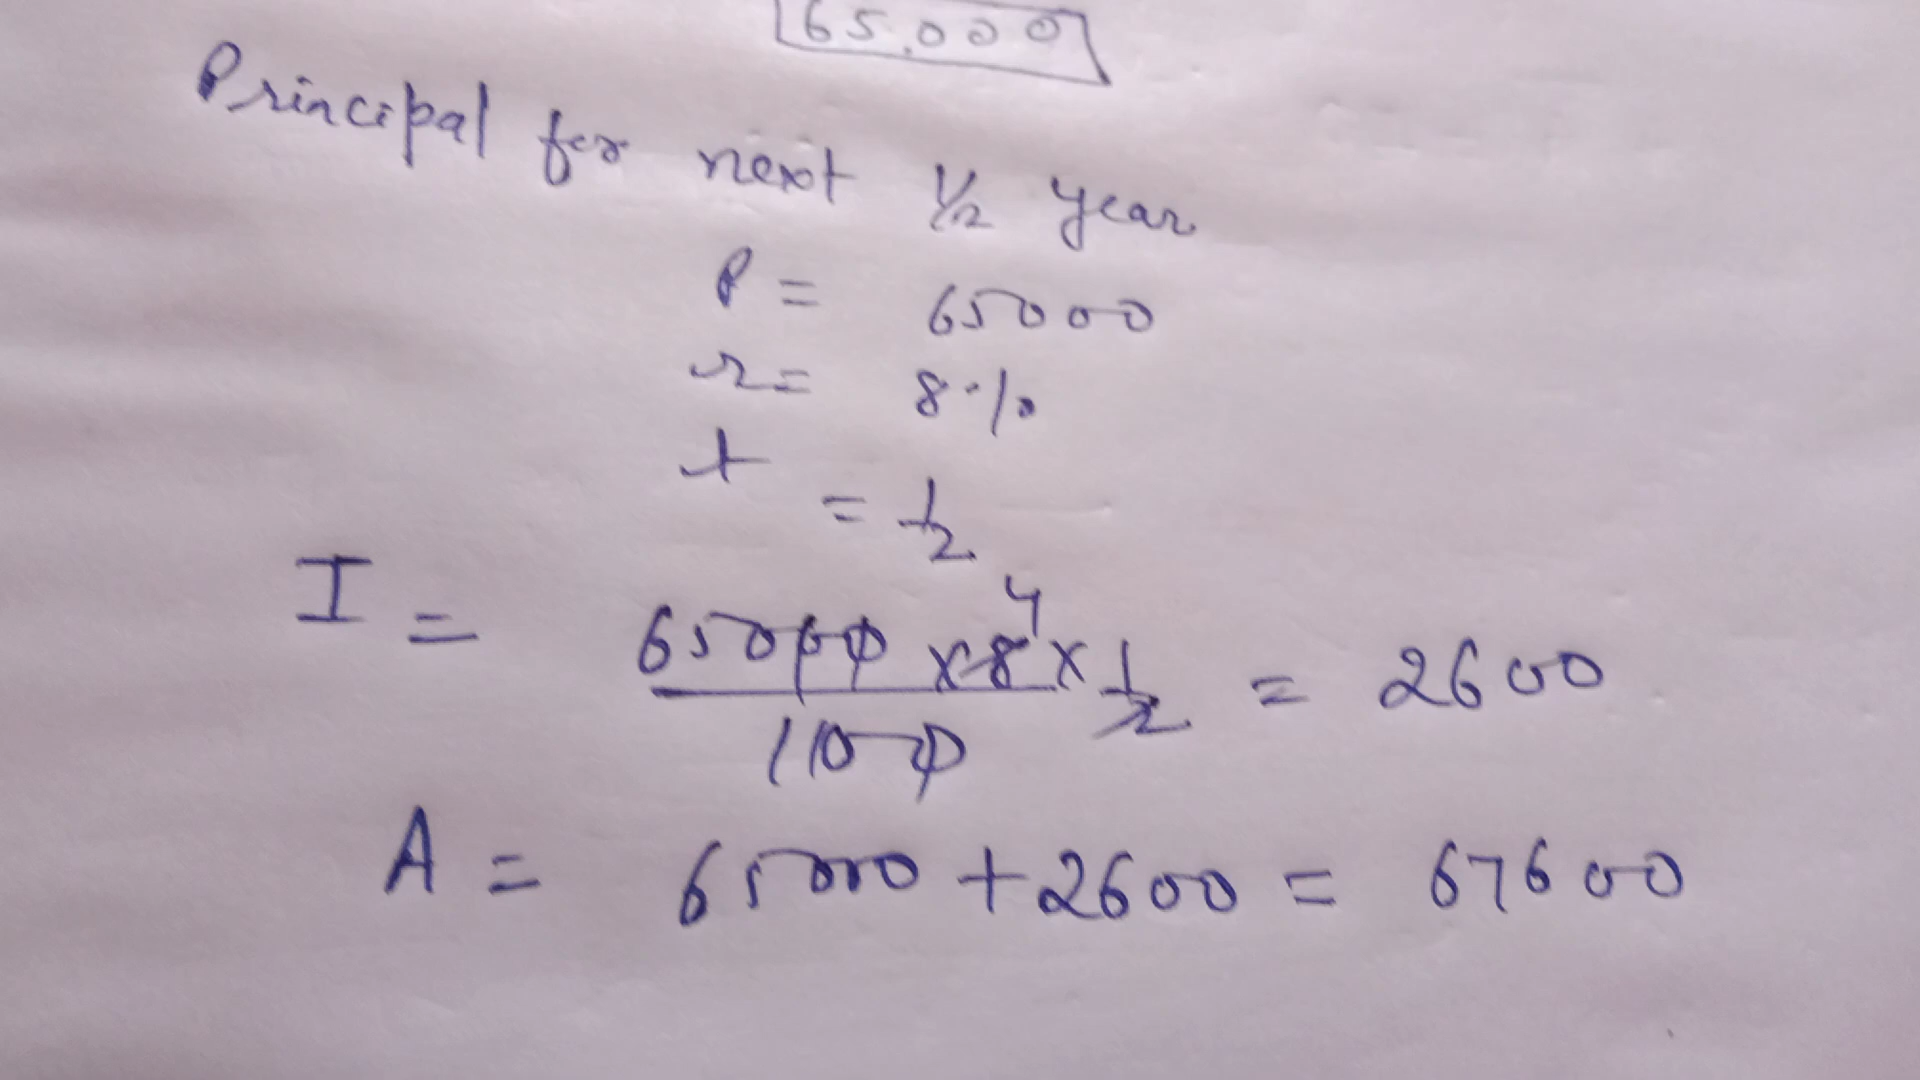 65,000
Principal for next 1/2 year
P = 65000
r = 8%
t = 1/2
4
I = 65000 x 8 x 1/2 = 2600
100
A = 65000 + 2600 = 67600